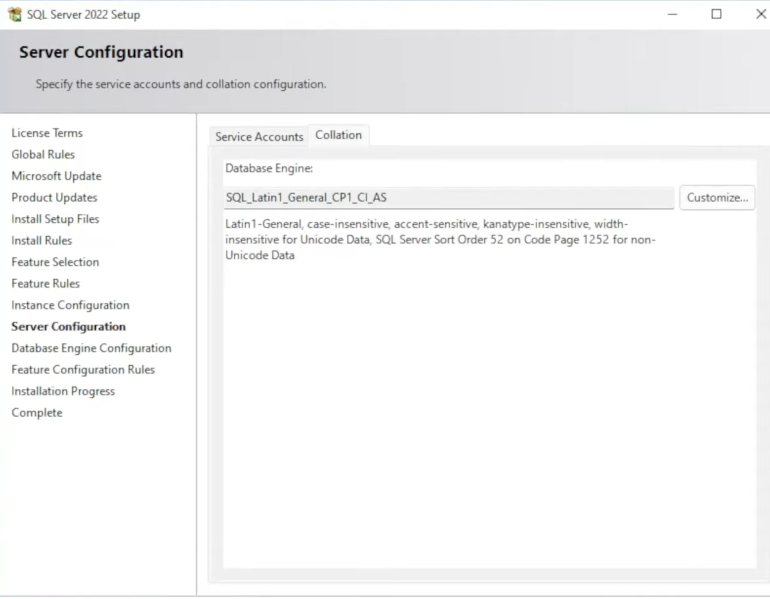 SQL Server 2022 Setup
Server Configuration
Specify the service accounts and collation configuration.
License Terms
Global Rules
Microsoft Update
Product Updates
Install Setup Files
Install Rules
Feature Selection
Feature Rules
Instance Configuration
Server Configuration
Database Engine Configuration
Feature Configuration Rules
Installation Progress
Complete
Service Accounts
Collation
Database Engine:
SQL_Latin1_General_CP1_CI_AS
Customize...
Latin1-General, case-insensitive, accent-sensitive, kanatype-insensitive, width-
insensitive for Unicode Data, SQL Server Sort Order 52 on Code Page 1252 for non-
Unicode Data